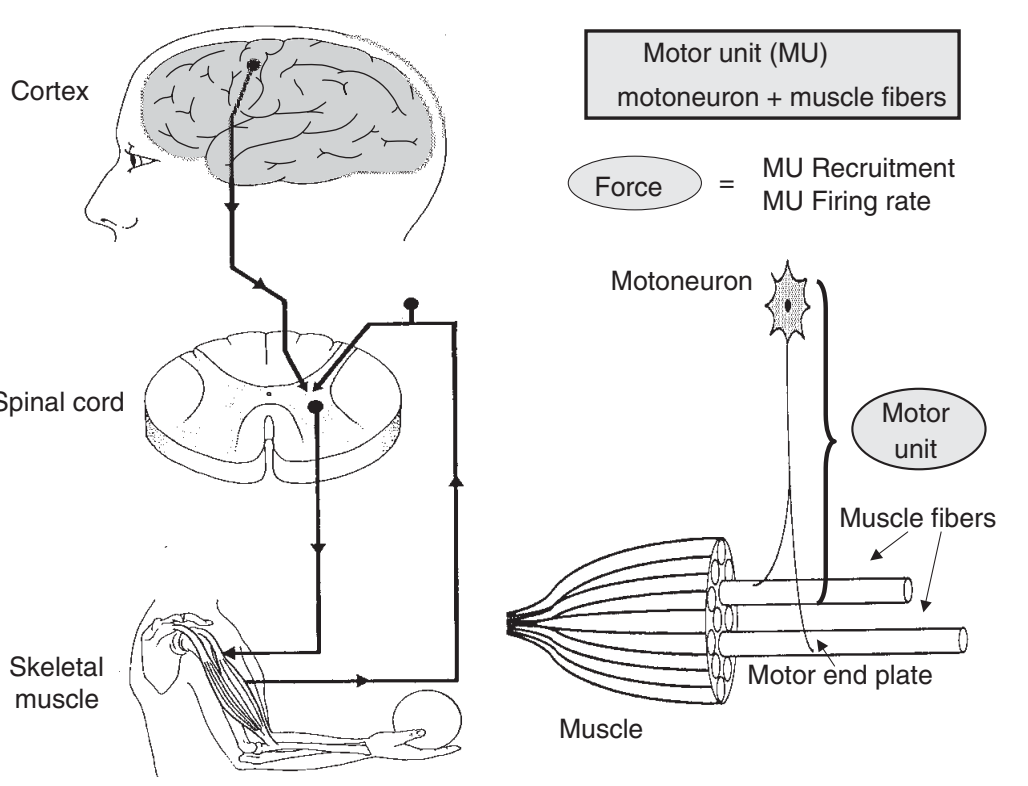 Cortex
Spinal cord
Skeletal
muscle
Motor unit (MU)
motoneuron + muscle fibers
Force
=
MU Recruitment
MU Firing rate
Motoneuron
Motor
unit
Muscle fibers
Motor end plate
Muscle